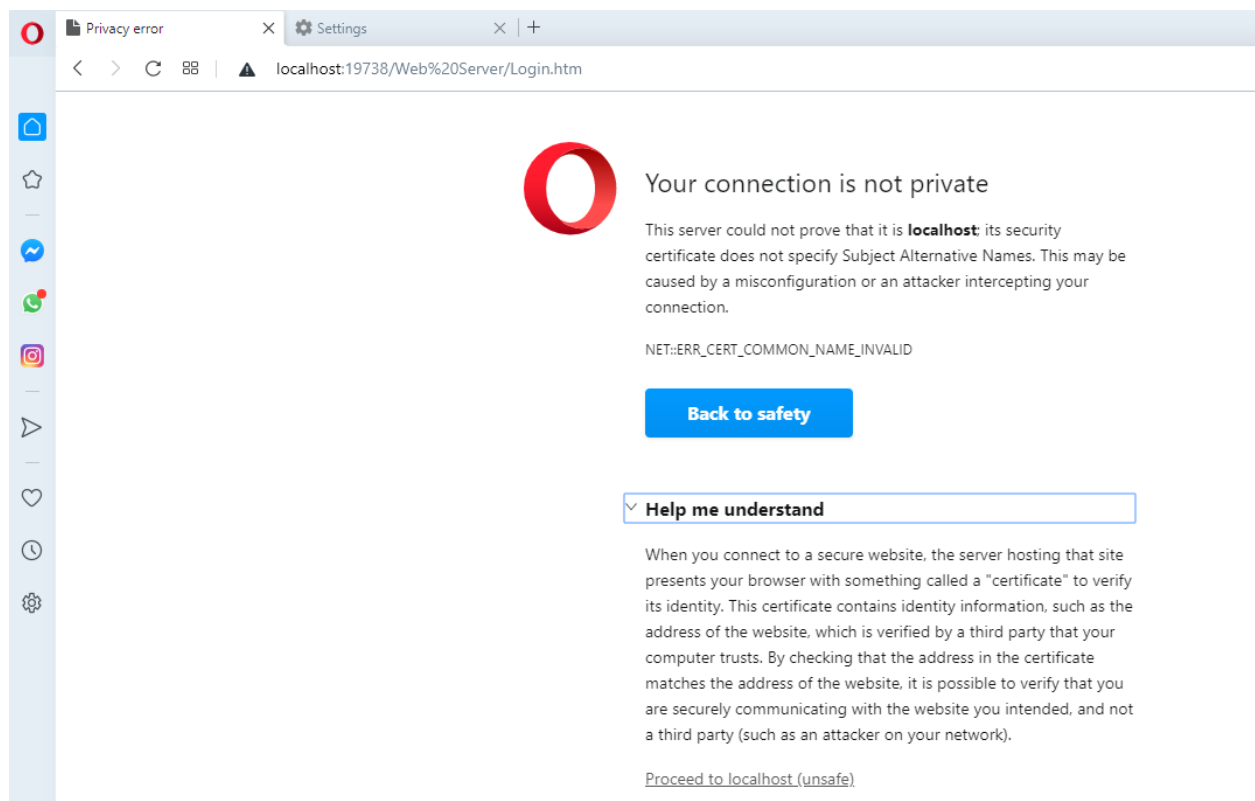 Privacy error
Settings
localhost:19738/Web%20Server/Login.htm
Your connection is not private
This server could not prove that it is localhost; its security
certificate does not specify Subject Alternative Names. This may be
caused by a misconfiguration or an attacker intercepting your
connection.
NET::ERR_CERT_COMMON_NAME_INVALID
Back to safety
Help me understand
When you connect to a secure website, the server hosting that site
presents your browser with something called a "certificate" to verify
its identity. This certificate contains identity information, such as the
address of the website, which is verified by a third party that your
computer trusts. By checking that the address in the certificate
matches the address of the website, it is possible to verify that you
are securely communicating with the website you intended, and not
a third party (such as an attacker on your network).
Proceed to localhost (unsafe)